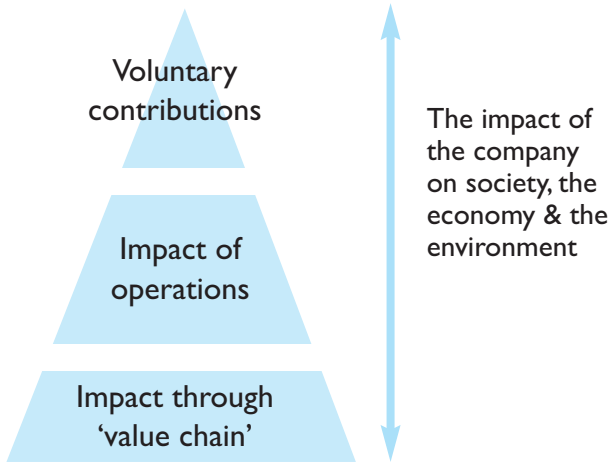 Voluntary
contributions
Impact of
operations
Impact through
‘value chain’
The impact of
the company
on society, the
economy & the
environment